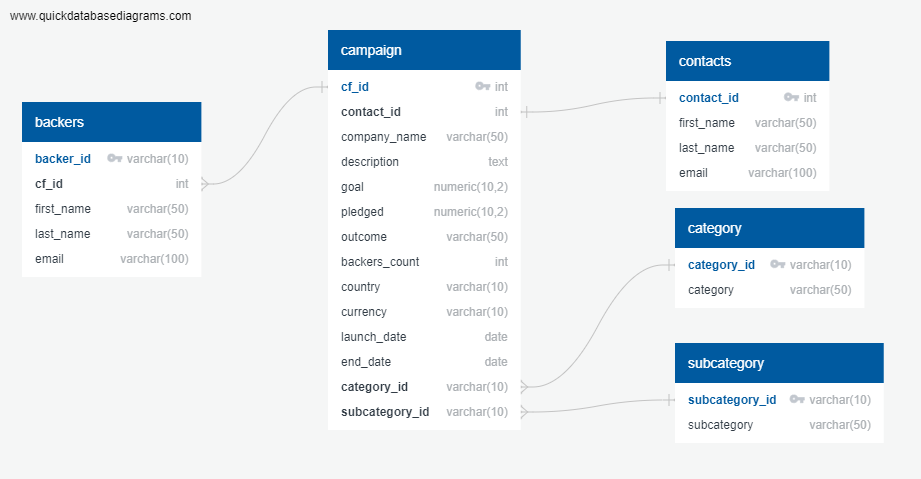 www.quickdatabasediagrams.com
backers
backer_id varchar(10)
cf_id int
first_name varchar(50)
last_name varchar(50)
email varchar(100)
campaign
cf_id int
contact_id int
company_name varchar(50)
description text
goal numeric(10,2)
pledged numeric(10,2)
outcome varchar(50)
backers_count int
country varchar(10)
currency varchar(10)
launch_date date
end_date date
category_id varchar(10)
subcategory_id varchar(10)
contacts
contact_id int
first_name varchar(50)
last_name varchar(50)
email varchar(100)
category
category_id varchar(10)
category varchar(50)
subcategory
subcategory_id varchar(10)
subcategory varchar(50)